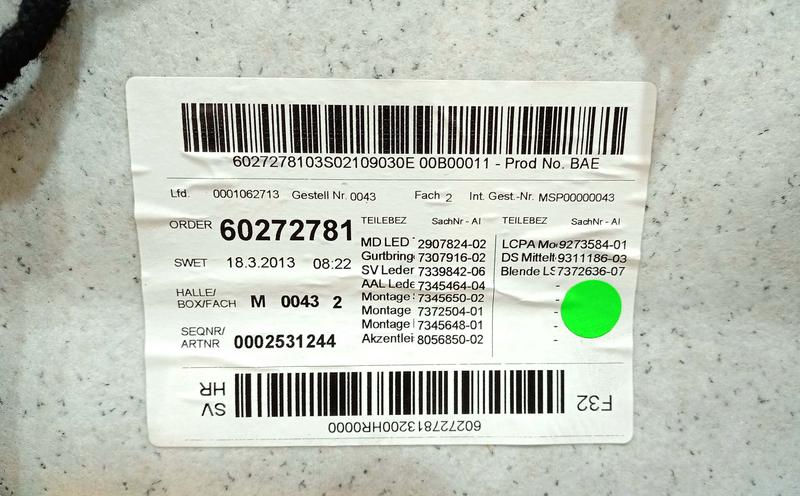 6027278103S02109030E 00B00011 - Prod No. BAE
Lfd. 0001062713 Gestell Nr. 0043 Fach 2 Int. Gest.-Nr. MSP00000043
ORDER 60272781
SWET 18.3.2013 08:22
HALLE/
BOX/FACH M 0043 2
SEQNR/
ARTNR 0002531244
TEILEBEZ SachNr - AI
MD LED 2907824-02
Gurtbring 7307916-02
SV Leder 7339842-06
AAL Lede 7345464-04
Montage 7345650-02
Montage 7372504-01
Montage 7345648-01
Akzentlei 8056850-02
TEILEBEZ SachNr - AI
LCPA Mo 9273584-01
DS Mittelt 9311186-03
Blende LS 7372636-07
-
-
-
-
-
SV
HR
F32
602727813200HR0000